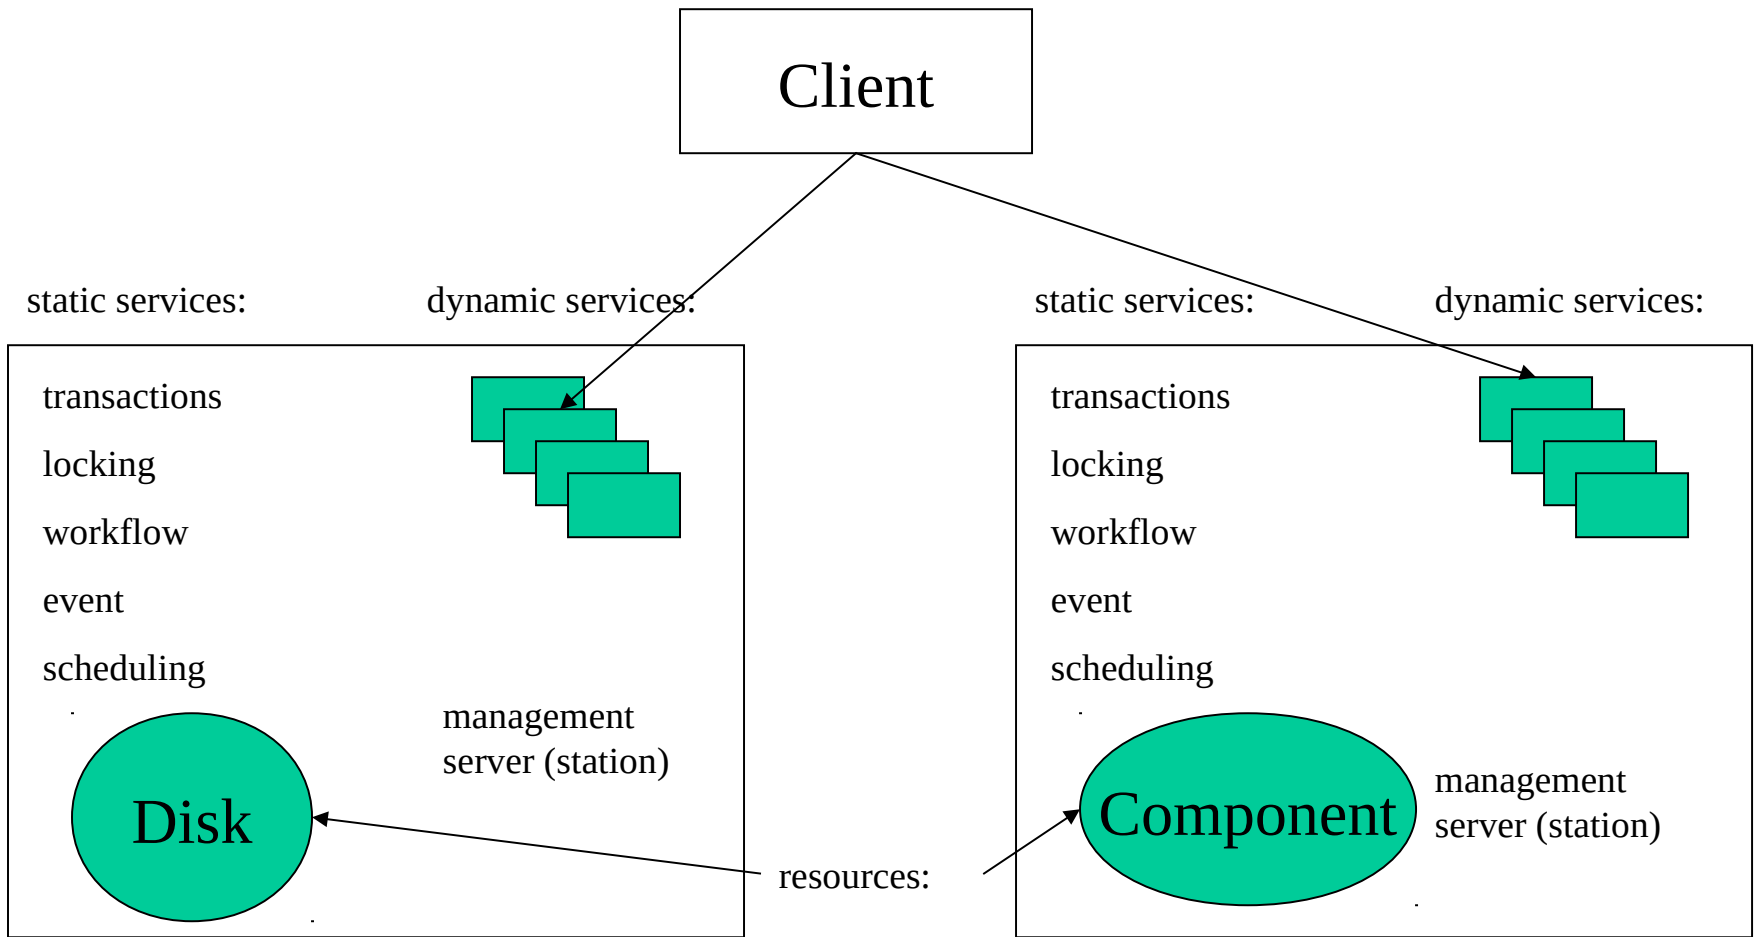 Client
static services:
dynamic services:
static services:
dynamic services:
transactions
locking
workflow
event
scheduling
management
server (station)
Disk
transactions
locking
workflow
event
scheduling
Component
management
server (station)
resources: